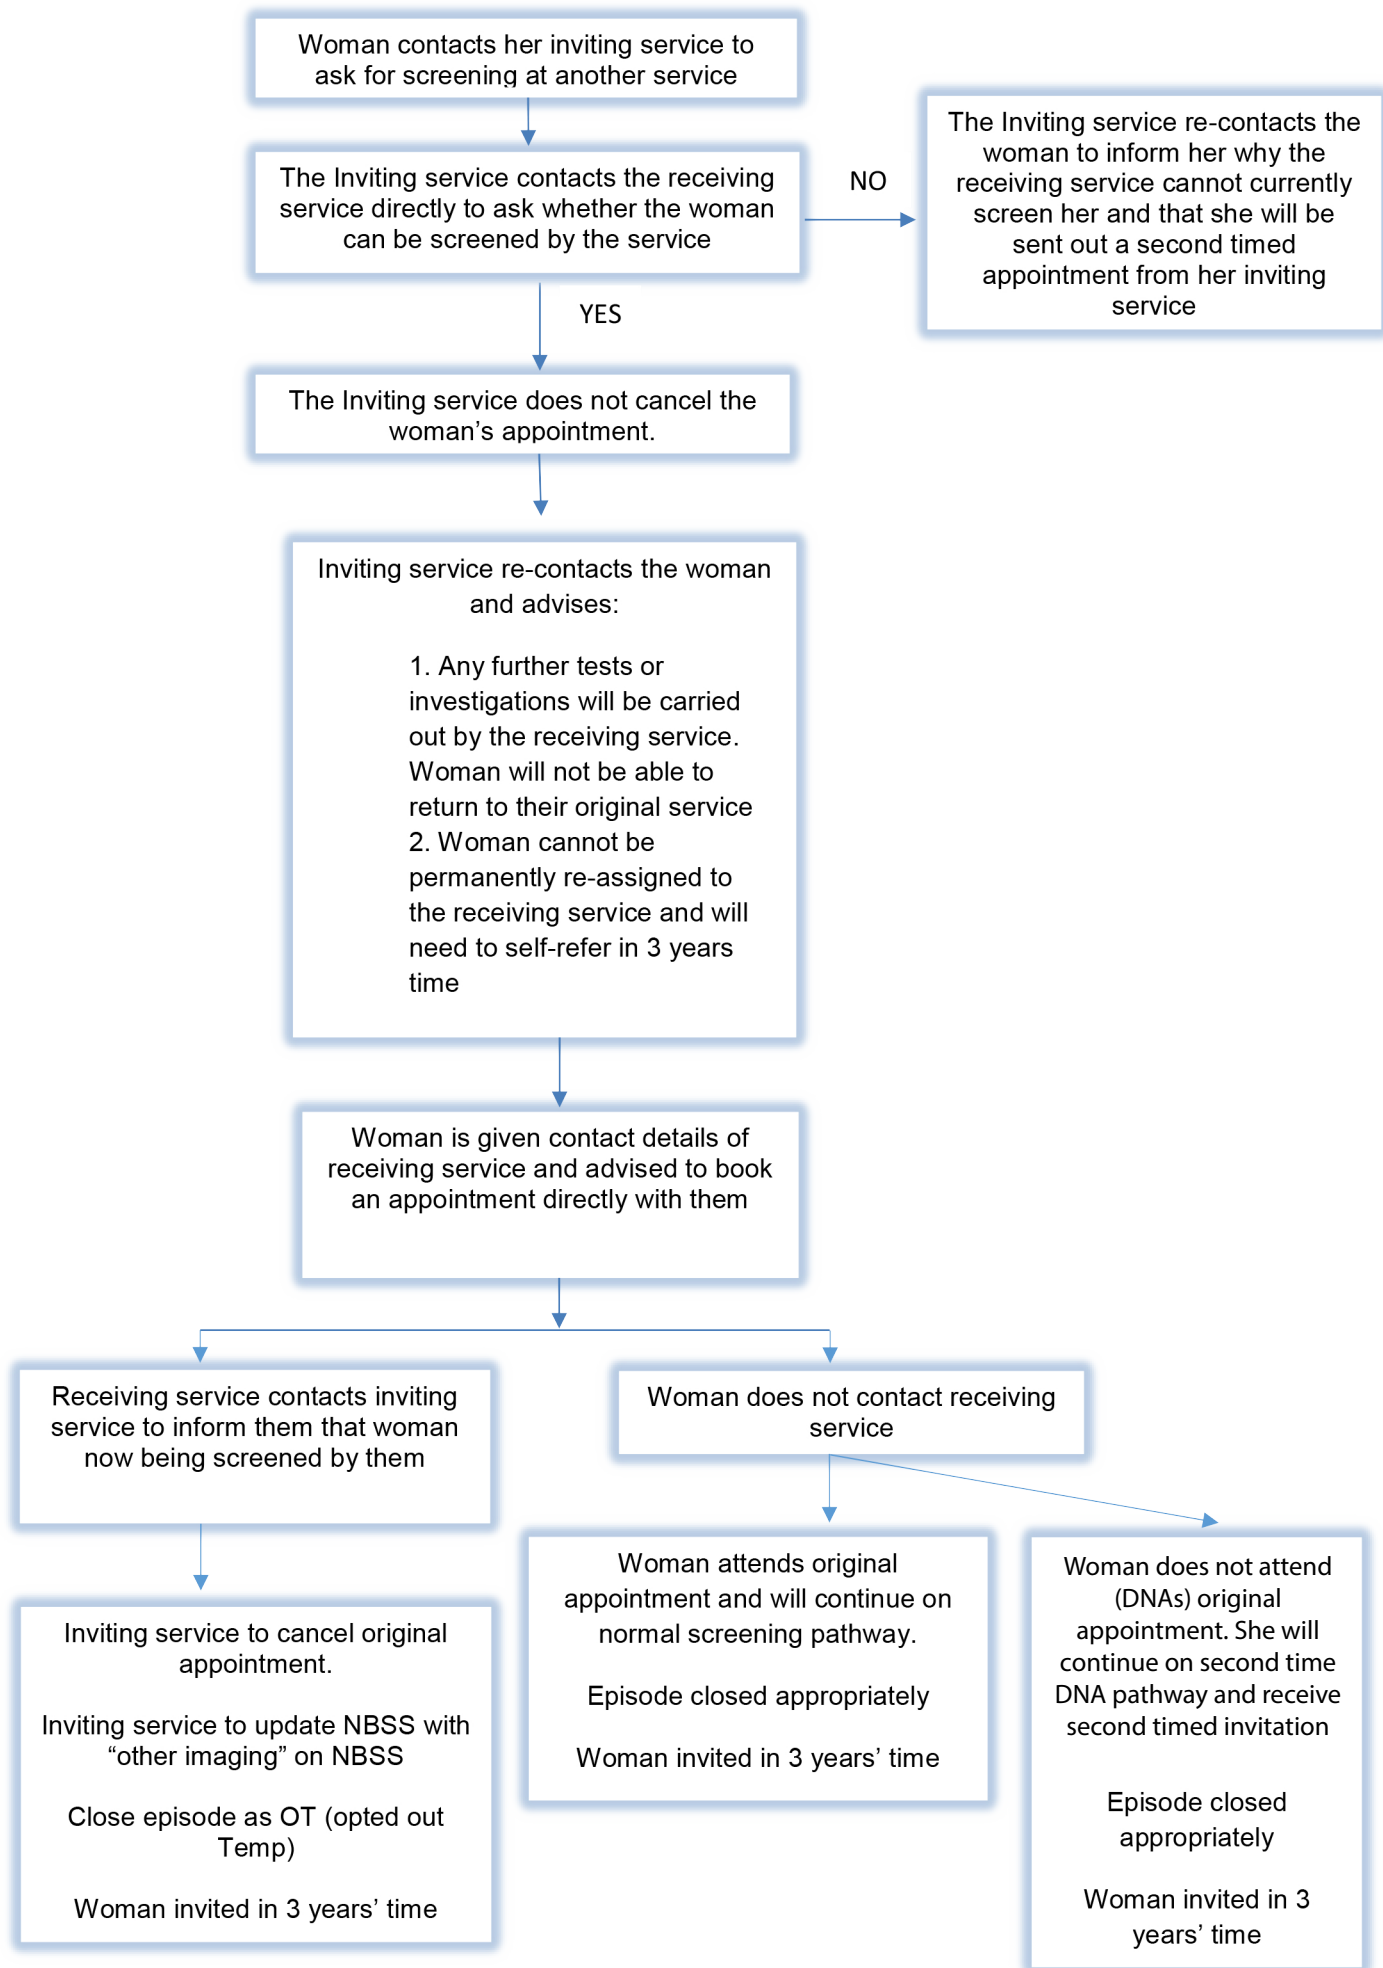 Woman contacts her inviting service to
ask for screening at another service
The Inviting service contacts the receiving
service directly to ask whether the woman
can be screened by the service
NO
The Inviting service re-contacts the
woman to inform her why the
receiving service cannot currently
screen her and that she will be
sent out a second timed
appointment from her inviting
service
YES
The Inviting service does not cancel the
woman’s appointment.
Inviting service re-contacts the woman
and advises:
1. Any further tests or
investigations will be carried
out by the receiving service.
Woman will not be able to
return to their original service
2. Woman cannot be
permanently re-assigned to
the receiving service and will
need to self-refer in 3 years
time
Woman is given contact details of
receiving service and advised to book
an appointment directly with them
Receiving service contacts inviting
service to inform them that woman
now being screened by them
Woman does not contact receiving
service
Inviting service to cancel original
appointment.
Inviting service to update NBSS with
“other imaging” on NBSS
Close episode as OT (opted out
Temp)
Woman invited in 3 years’ time
Woman attends original
appointment and will continue on
normal screening pathway.
Episode closed appropriately
Woman invited in 3 years’ time
Woman does not attend
(DNAs) original
appointment. She will
continue on second time
DNA pathway and receive
second timed invitation
Episode closed
appropriately
Woman invited in 3
years’ time